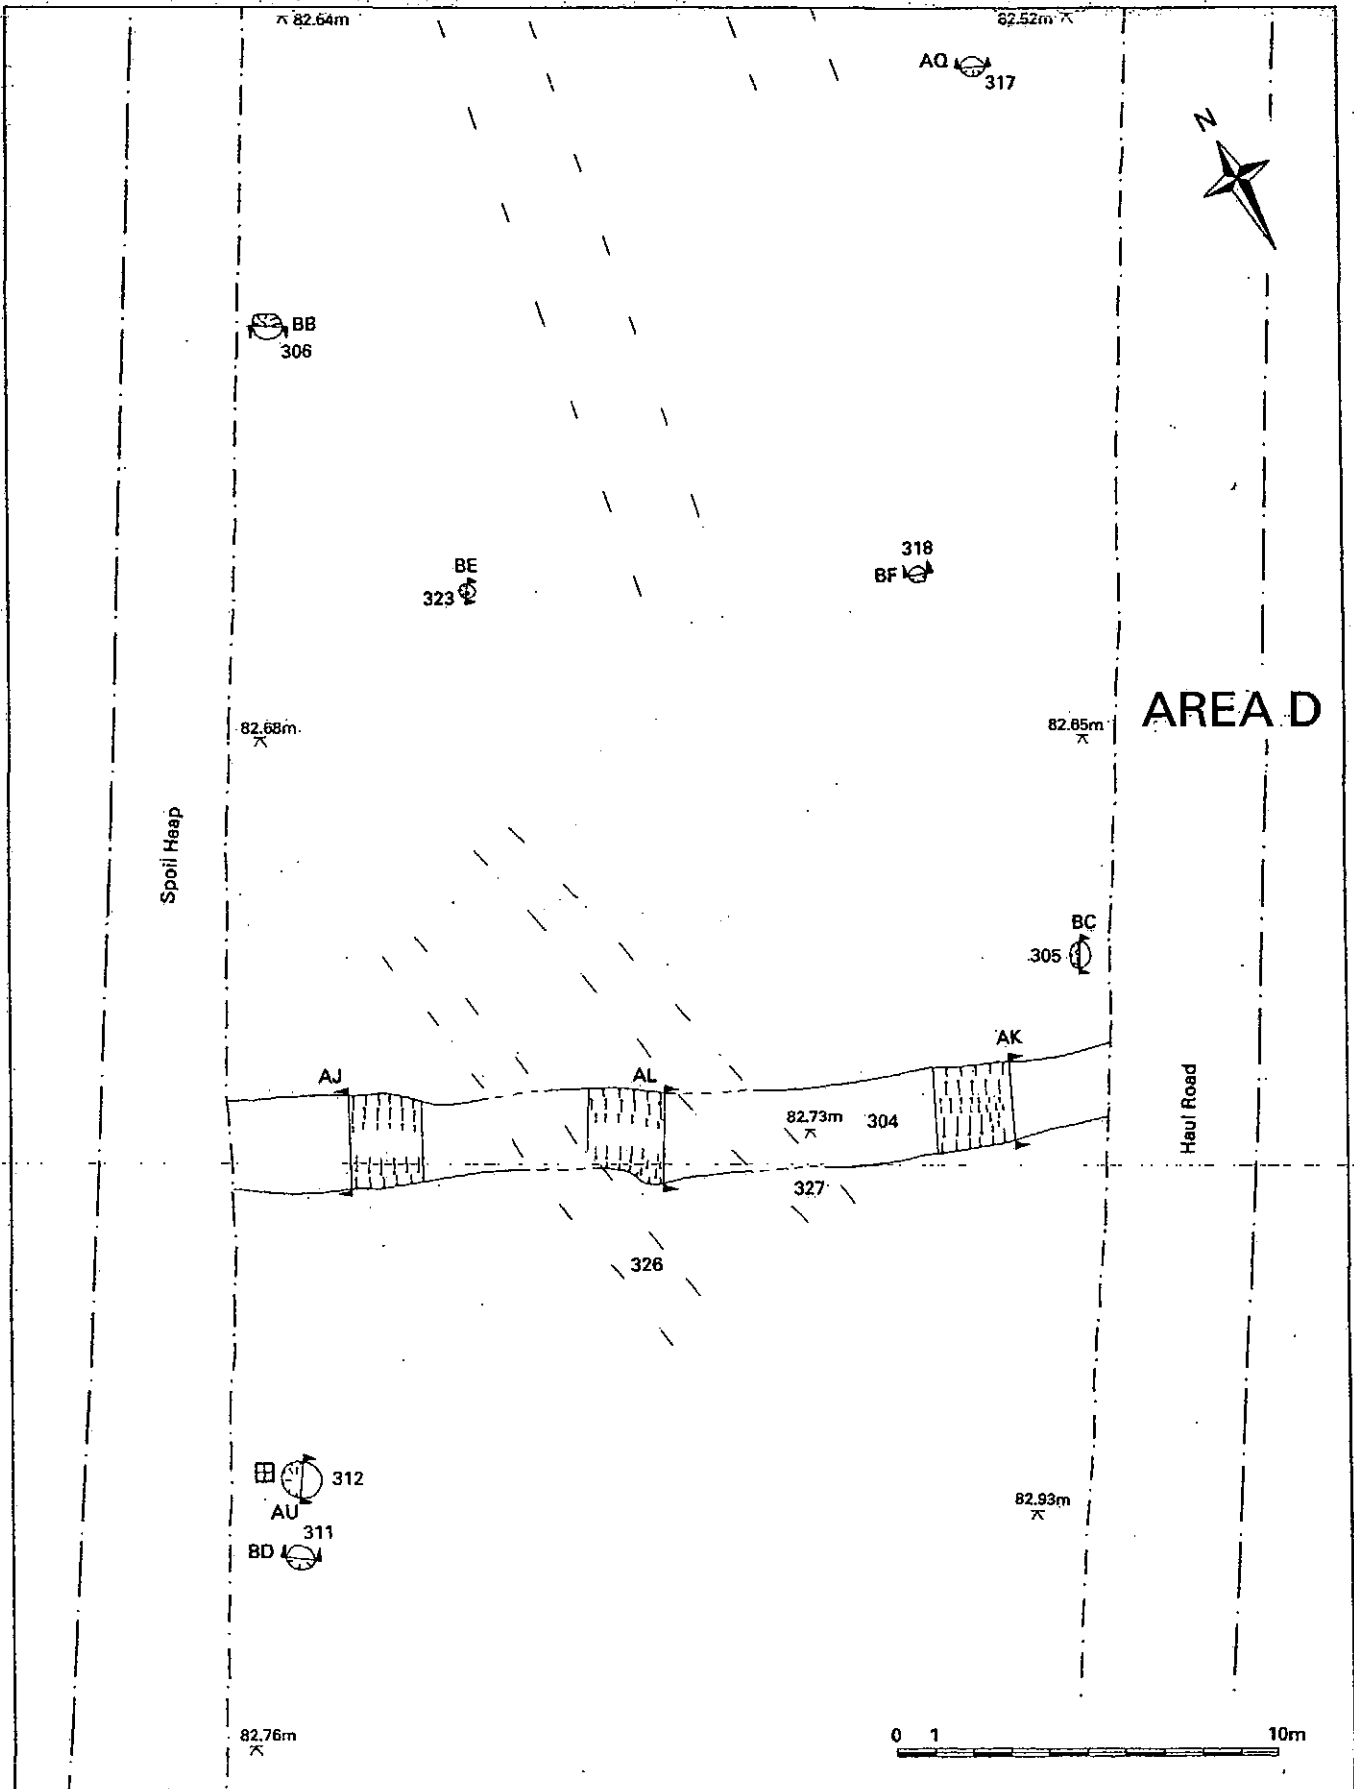 82.64m
82.52m
AQ
317
N
BB
306
318
BE
BF
323
AREA D
82.68m
82.65m
Spoil Heap
BC
305
AK
AJ
AL
Haul Road
82.73m
304
327
326
312
AU
82.93m
311
BD
82.76m
0 1 10m